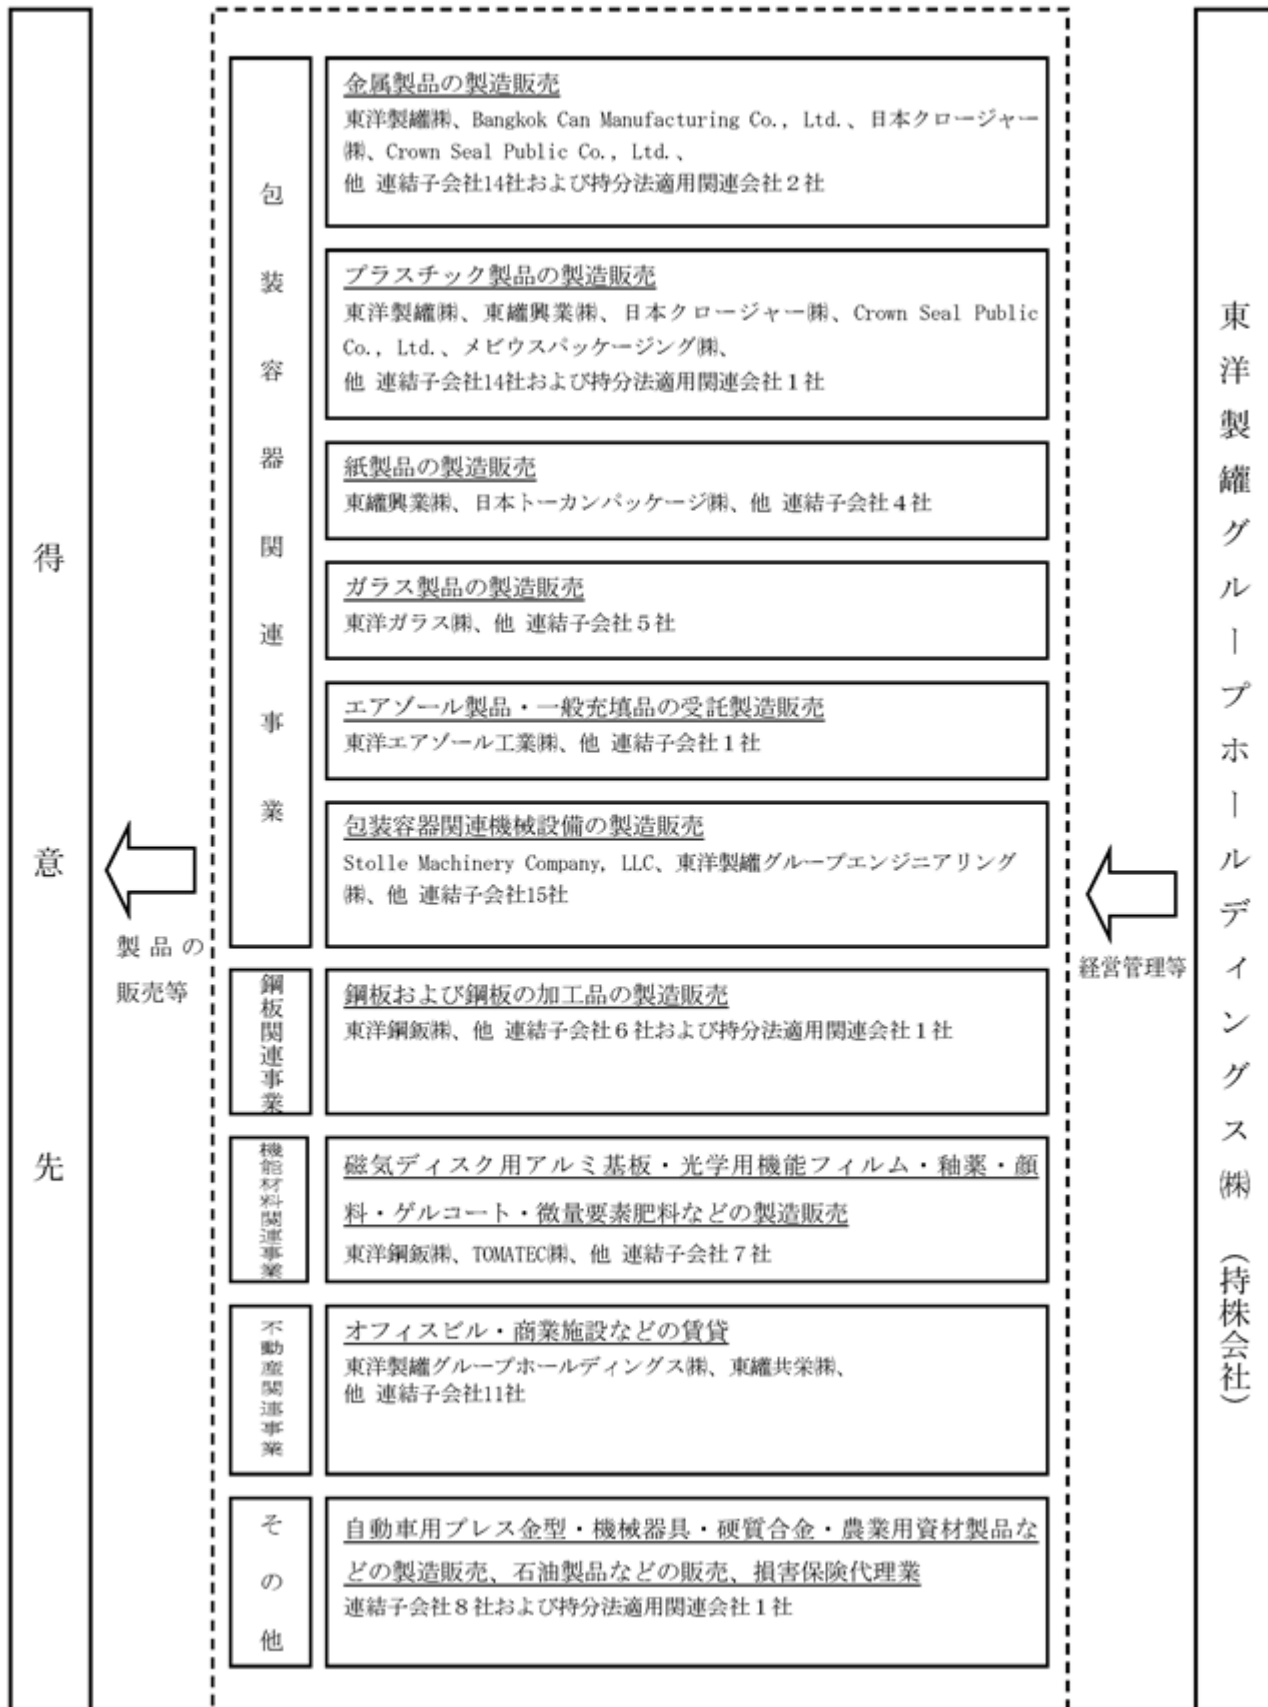 得意先
製品の
販売等
包装容器関連事業
金属製品の製造販売
東洋製罐㈱、Bangkok Can Manufacturing Co., Ltd.、日本クロージャー
㈱、Crown Seal Public Co., Ltd.、
他 連結子会社14社および持分法適用関連会社２社
プラスチック製品の製造販売
東洋製罐㈱、東罐興業㈱、日本クロージャー㈱、Crown Seal Public
Co., Ltd.、メビウスパッケージング㈱、
他 連結子会社14社および持分法適用関連会社１社
紙製品の製造販売
東罐興業㈱、日本トーカンパッケージ㈱、他 連結子会社４社
ガラス製品の製造販売
東洋ガラス㈱、他 連結子会社５社
エアゾール製品・一般充填品の受託製造販売
東洋エアゾール工業㈱、他 連結子会社１社
包装容器関連機械設備の製造販売
Stolle Machinery Company, LLC、東洋製罐グループエンジニアリング
㈱、他 連結子会社15社
鋼板関連事業
鋼板および鋼板の加工品の製造販売
東洋鋼鈑㈱、他 連結子会社６社および持分法適用関連会社１社
機能材料関連事業
磁気ディスク用アルミ基板・光学用機能フィルム・釉薬・顔
料・ゲルコート・微量要素肥料などの製造販売
東洋鋼鈑㈱、TOMATEC㈱、他 連結子会社７社
不動産関連事業
オフィスビル・商業施設などの賃貸
東洋製罐グループホールディングス㈱、東罐共栄㈱、
他 連結子会社11社
その他
自動車用プレス金型・機械器具・硬質合金・農業用資材製品な
どの製造販売、石油製品などの販売、損害保険代理業
連結子会社８社および持分法適用関連会社１社
経営管理等
東洋製罐グループホールディングス㈱（持株会社）